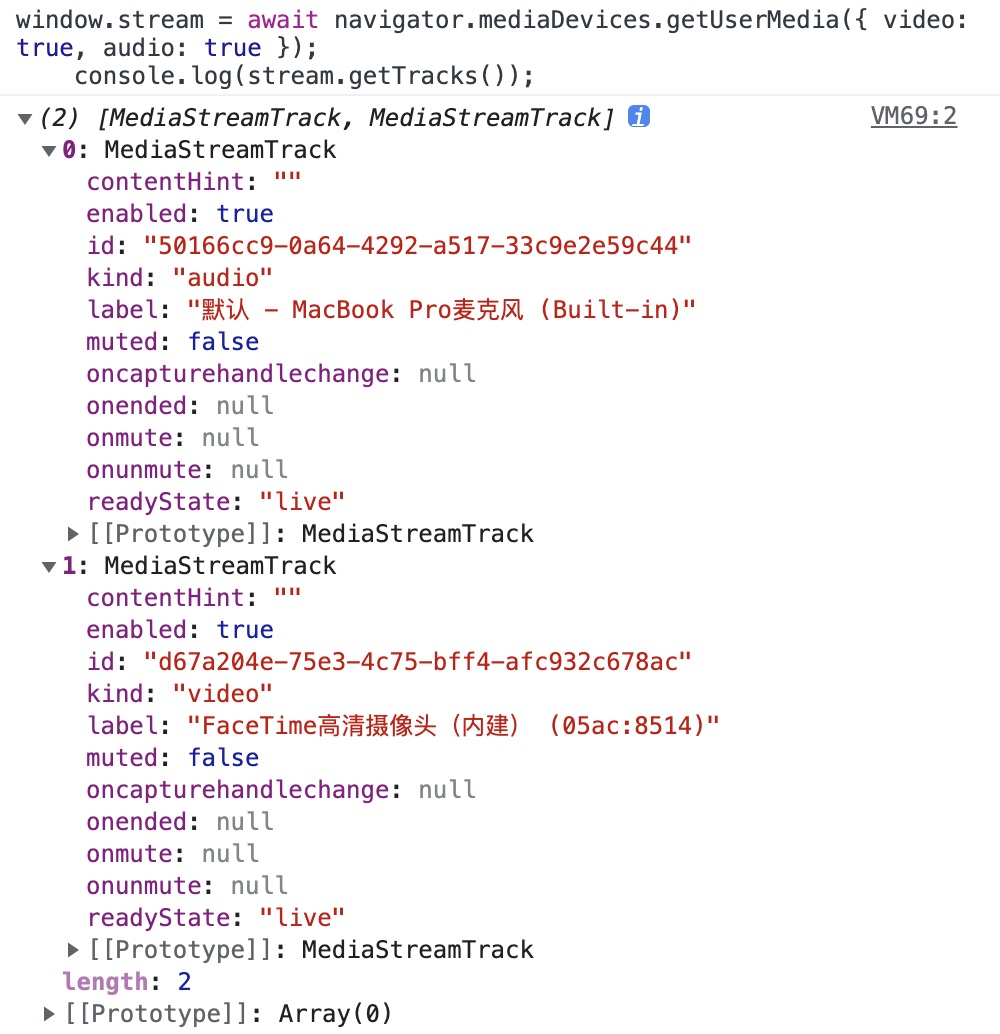 window.stream = await navigator.mediaDevices.getUserMedia({ video:
true, audio: true });
    console.log(stream.getTracks());
▼(2) [MediaStreamTrack, MediaStreamTrack] i VM69:2
▼0: MediaStreamTrack
contentHint: ""
enabled: true
id: "50166cc9-0a64-4292-a517-33c9e2e59c44"
kind: "audio"
label: "默认 - MacBook Pro麦克风 (Built-in)"
muted: false
oncapturehandlechange: null
onended: null
onmute: null
onunmute: null
readyState: "live"
▶[[Prototype]]: MediaStreamTrack
▼1: MediaStreamTrack
contentHint: ""
enabled: true
id: "d67a204e-75e3-4c75-bff4-afc932c678ac"
kind: "video"
label: "FaceTime高清摄像头（内建） (05ac:8514)"
muted: false
oncapturehandlechange: null
onended: null
onmute: null
onunmute: null
readyState: "live"
▶[[Prototype]]: MediaStreamTrack
length: 2
▶[[Prototype]]: Array(0)